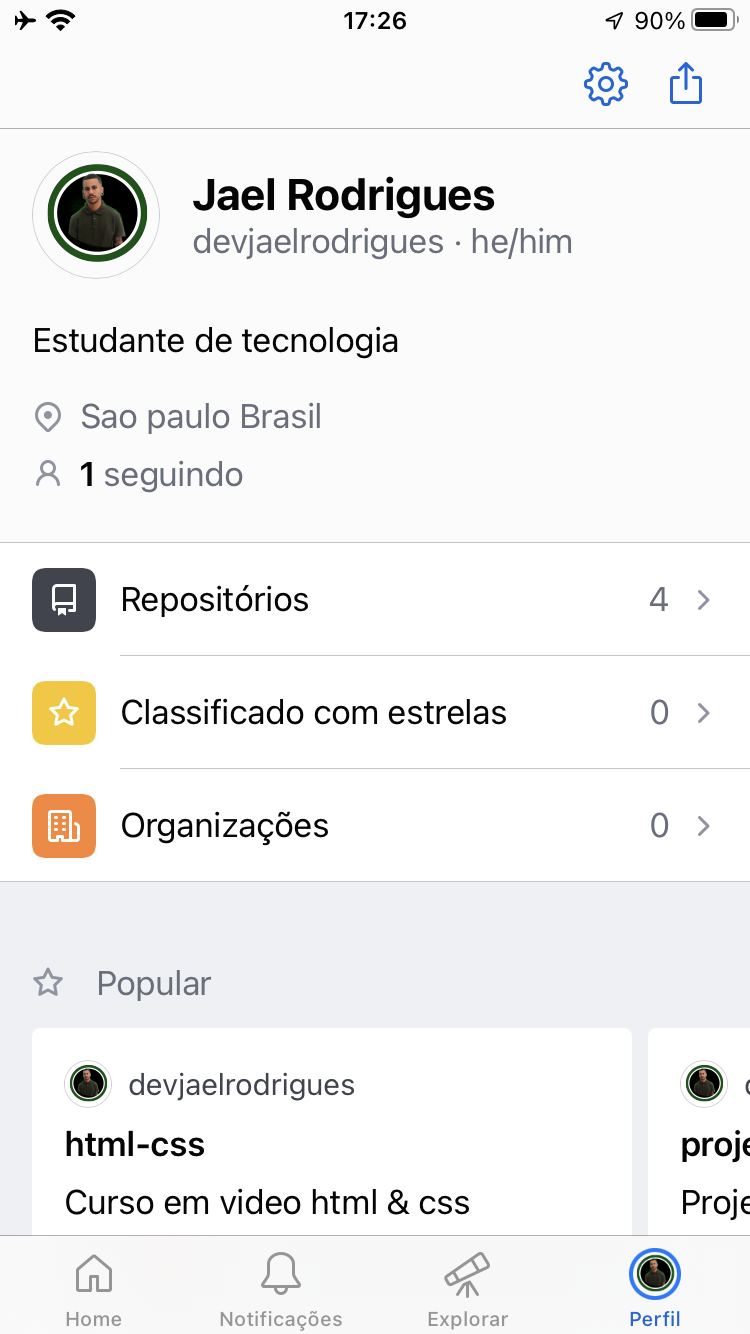 17:26
90%
Jael Rodrigues
devjaelrodrigues · he/him
Estudante de tecnologia
Sao paulo Brasil
1 seguindo
Repositórios 4
Classificado com estrelas 0
Organizações 0
Popular
devjaelrodrigues
html-css
Curso em video html & css
proje
Proje
Home
Notificações
Explorar
Perfil